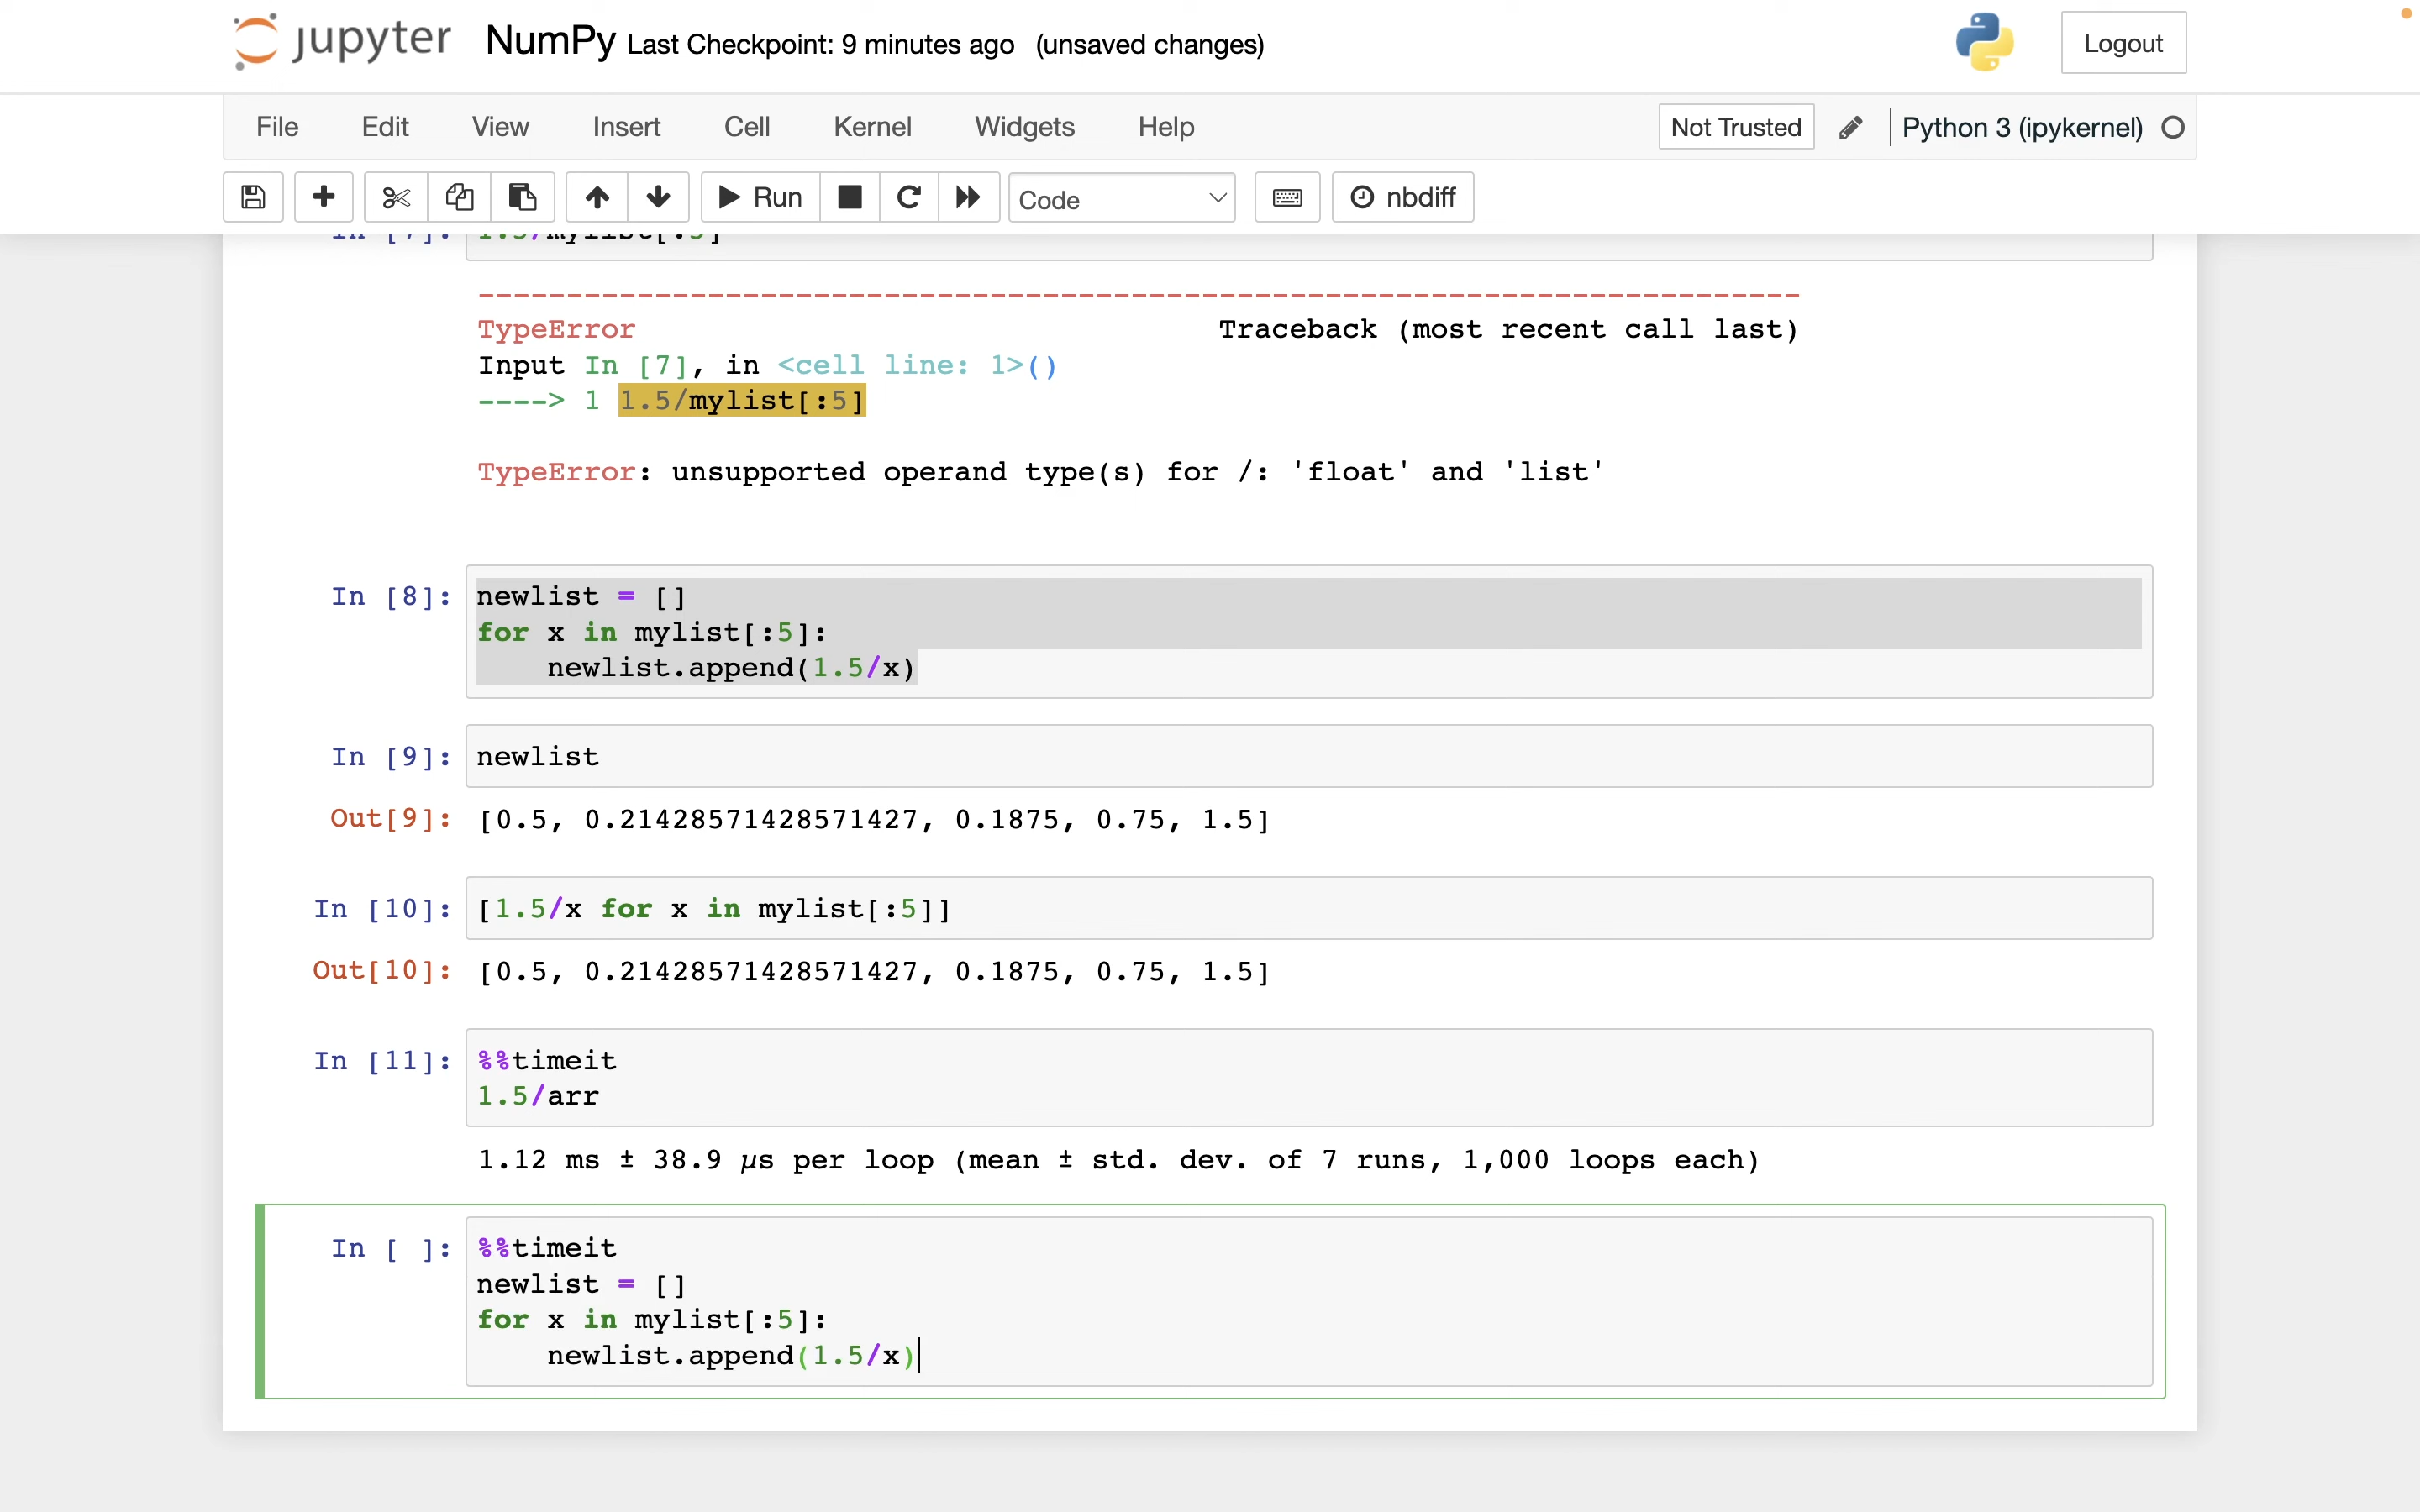 jupyter NumPy Last Checkpoint: 9 minutes ago (unsaved changes) Logout
File Edit View Insert Cell Kernel Widgets Help Not Trusted Python 3 (ipykernel)
Run Code nbdiff
In [7]: 1.5/mylist[:5]
TypeError Traceback (most recent call last)
Input In [7], in <cell line: 1>()
----> 1 1.5/mylist[:5]
TypeError: unsupported operand type(s) for /: 'float' and 'list'
In [8]: newlist = []
for x in mylist[:5]:
    newlist.append(1.5/x)
In [9]: newlist
Out[9]: [0.5, 0.21428571428571427, 0.1875, 0.75, 1.5]
In [10]: [1.5/x for x in mylist[:5]]
Out[10]: [0.5, 0.21428571428571427, 0.1875, 0.75, 1.5]
In [11]: %%timeit
1.5/arr
1.12 ms ± 38.9 µs per loop (mean ± std. dev. of 7 runs, 1,000 loops each)
In [ ]: %%timeit
newlist = []
for x in mylist[:5]:
    newlist.append(1.5/x)